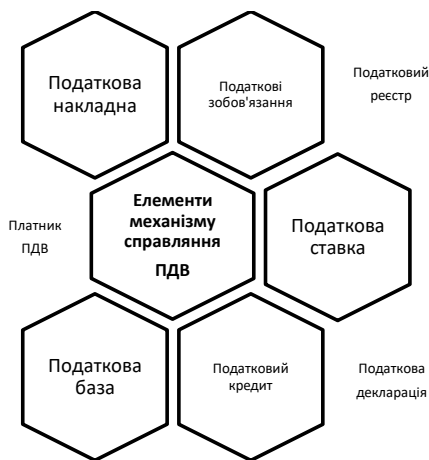 Податкова
накладна
Податкові
зобов'язання
Податковий
реєстр
Платник
ПДВ
Елементи
механізму
справляння
ПДВ
Податкова
ставка
Податкова
база
Податковий
кредит
Податкова
декларація